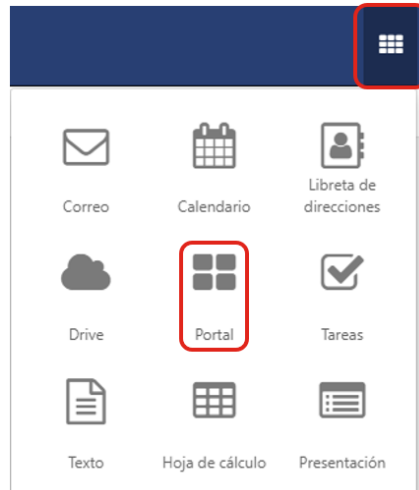 Correo
Calendario
Libreta de
direcciones
Drive
Portal
Tareas
Texto
Hoja de cálculo
Presentación